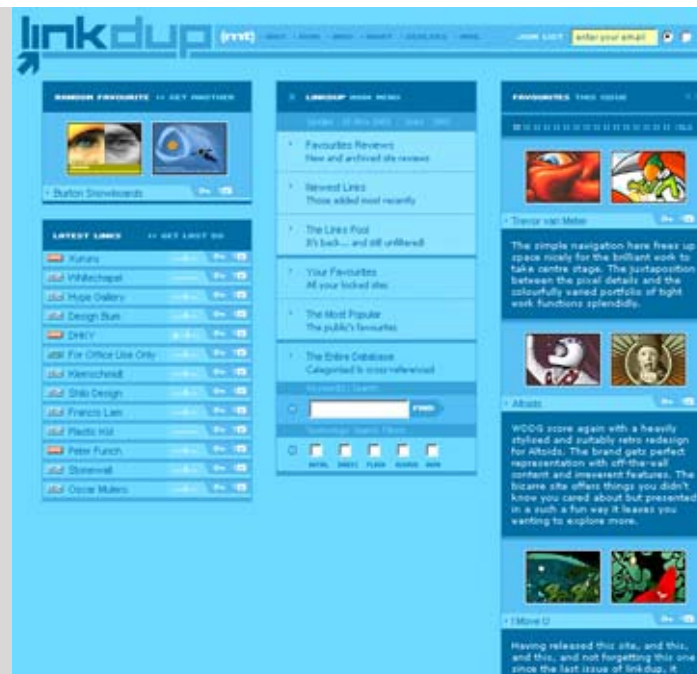 linkdup
(mt)
JOIN LIST
enter your email
RANDOM FAVOURITE :: GET ANOTHER
Burton Snowboards
LATEST LINKS :: GET LAST 50
Kururu
Whitechapel
Hype Gallery
Design Bum
DHKY
For Office Use Only
Kleinschmidt
Shilo Design
Francis Lam
Plastic Kid
Peter Funch
Stonewall
Oscar Mulero
LINKDUP MAIN MENU
Favourites Reviews
New and archived site reviews
Newest Links
Those added most recently
The Links Pool
It's back... and still unfiltered!
Your Favourites
All your locked sites
The Most Popular
The public's favourites
The Entire Database
Categorised & cross-referenced
FIND
FAVOURITES THIS ISSUE
Trevor van Meter
The simple navigation here frees up
space nicely for the brilliant work to
take centre stage. The juxtaposition
between the pixel details and the
colourfully varied portfolio of tight
work functions splendidly.
Altoids
WDDG score again with a heavily
stylised and suitably retro redesign
for Altoids. The brand gets perfect
representation with off-the-wall
content and irreverent features. The
bizarre site offers things you didn't
know you cared about but presented
in a such a fun way it leaves you
wanting to explore more.
I Move U
Having released this site, and this,
and this, and not forgetting this one
since the last issue of linkdup, it